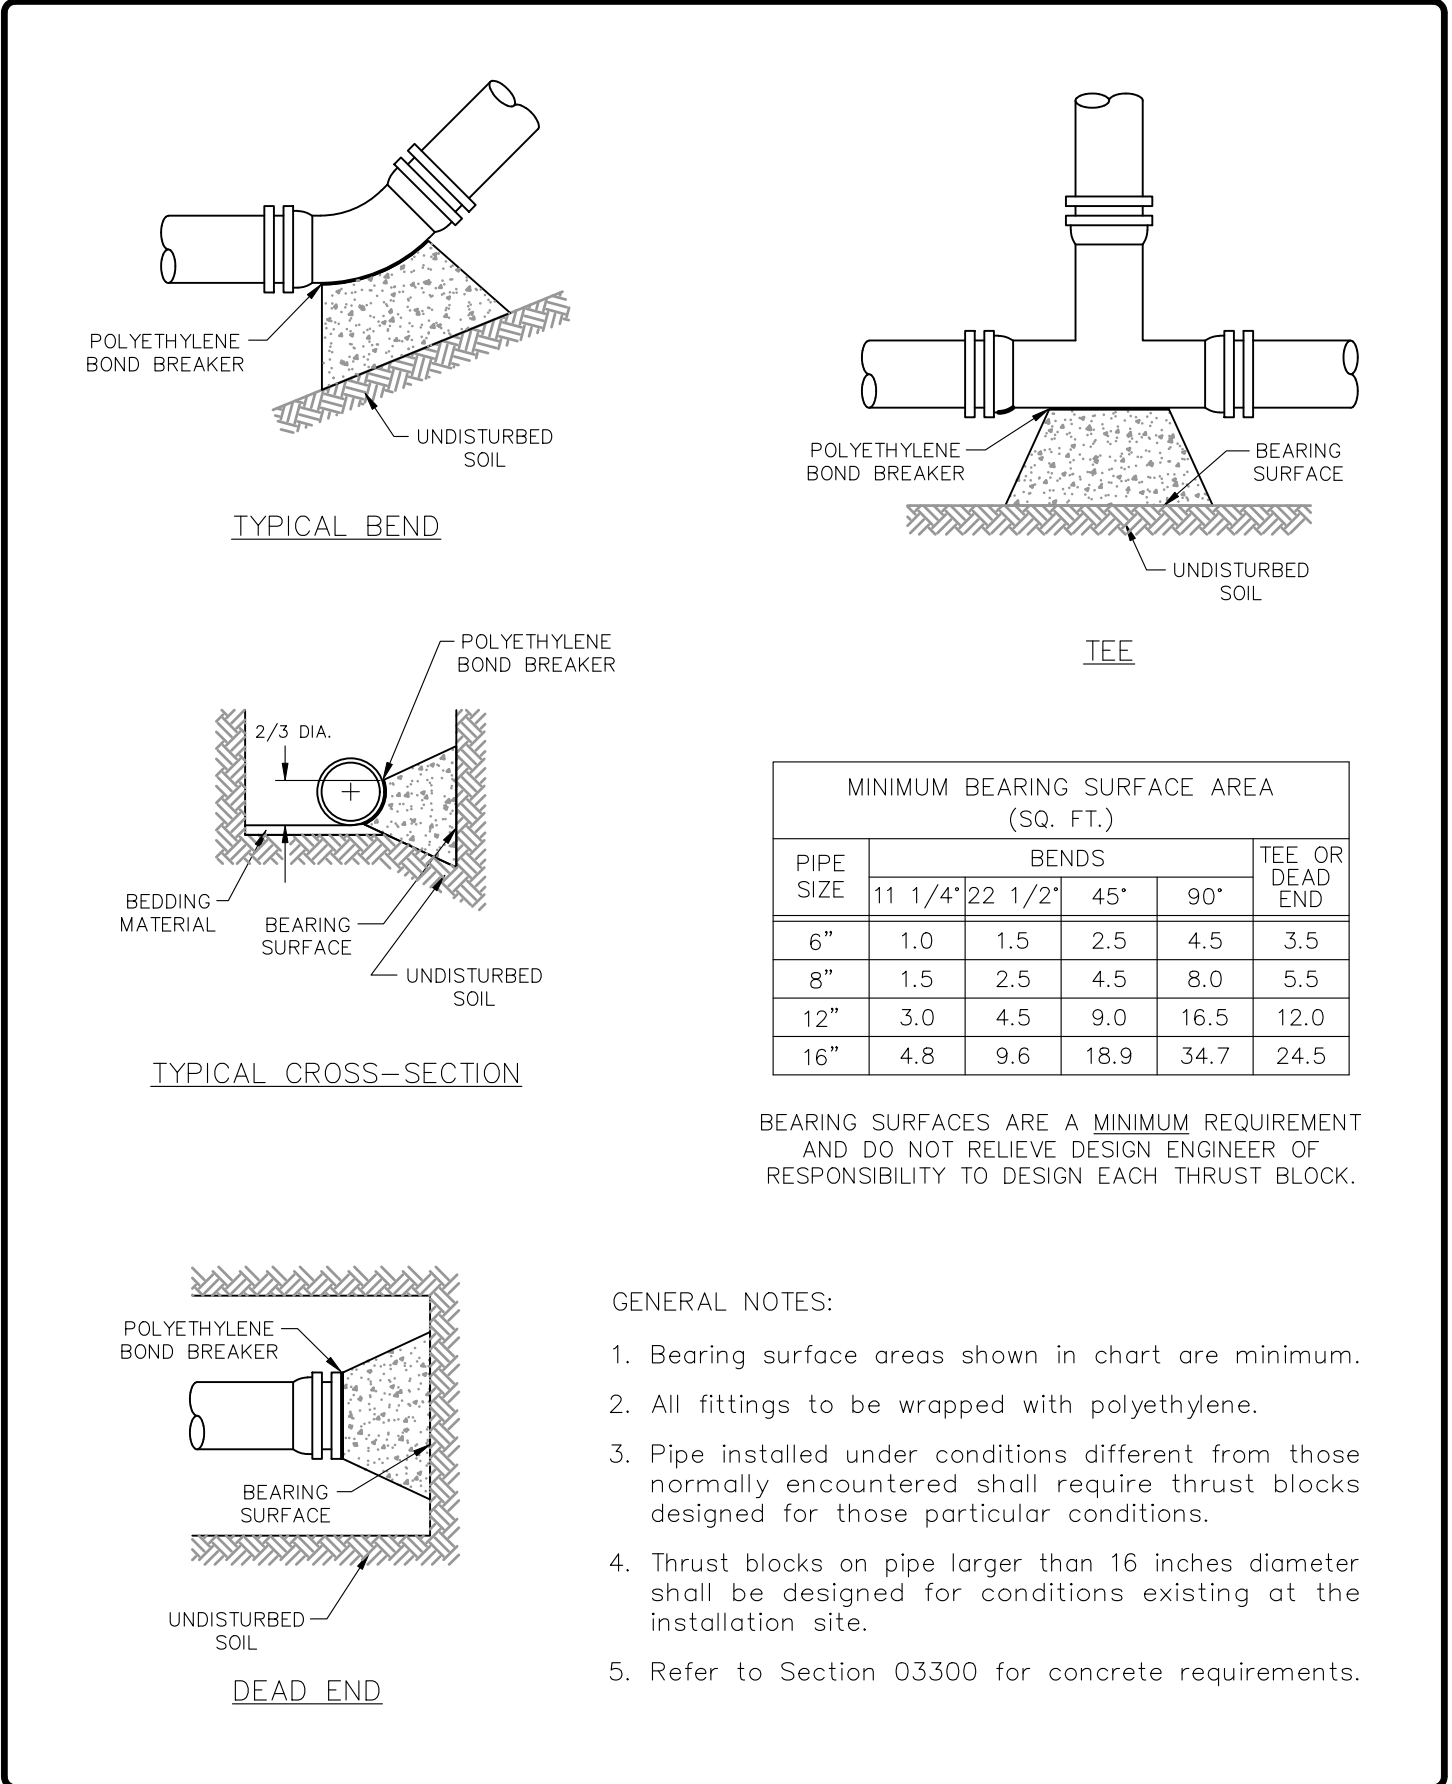 POLYETHYLENE
BOND BREAKER
UNDISTURBED
SOIL
TYPICAL BEND
POLYETHYLENE
BOND BREAKER
BEARING
SURFACE
UNDISTURBED
SOIL
TEE
POLYETHYLENE
BOND BREAKER
2/3 DIA.
BEDDING
MATERIAL
BEARING
SURFACE
UNDISTURBED
SOIL
TYPICAL CROSS-SECTION
MINIMUM BEARING SURFACE AREA
(SQ. FT.)
PIPE SIZE BENDS TEE OR DEAD END
11 1/4° 22 1/2° 45° 90°
6" 1.0 1.5 2.5 4.5 3.5
8" 1.5 2.5 4.5 8.0 5.5
12" 3.0 4.5 9.0 16.5 12.0
16" 4.8 9.6 18.9 34.7 24.5
BEARING SURFACES ARE A MINIMUM REQUIREMENT
AND DO NOT RELIEVE DESIGN ENGINEER OF
RESPONSIBILITY TO DESIGN EACH THRUST BLOCK.
POLYETHYLENE
BOND BREAKER
BEARING
SURFACE
UNDISTURBED
SOIL
DEAD END
GENERAL NOTES:
1. Bearing surface areas shown in chart are minimum.
2. All fittings to be wrapped with polyethylene.
3. Pipe installed under conditions different from those
normally encountered shall require thrust blocks
designed for those particular conditions.
4. Thrust blocks on pipe larger than 16 inches diameter
shall be designed for conditions existing at the
installation site.
5. Refer to Section 03300 for concrete requirements.